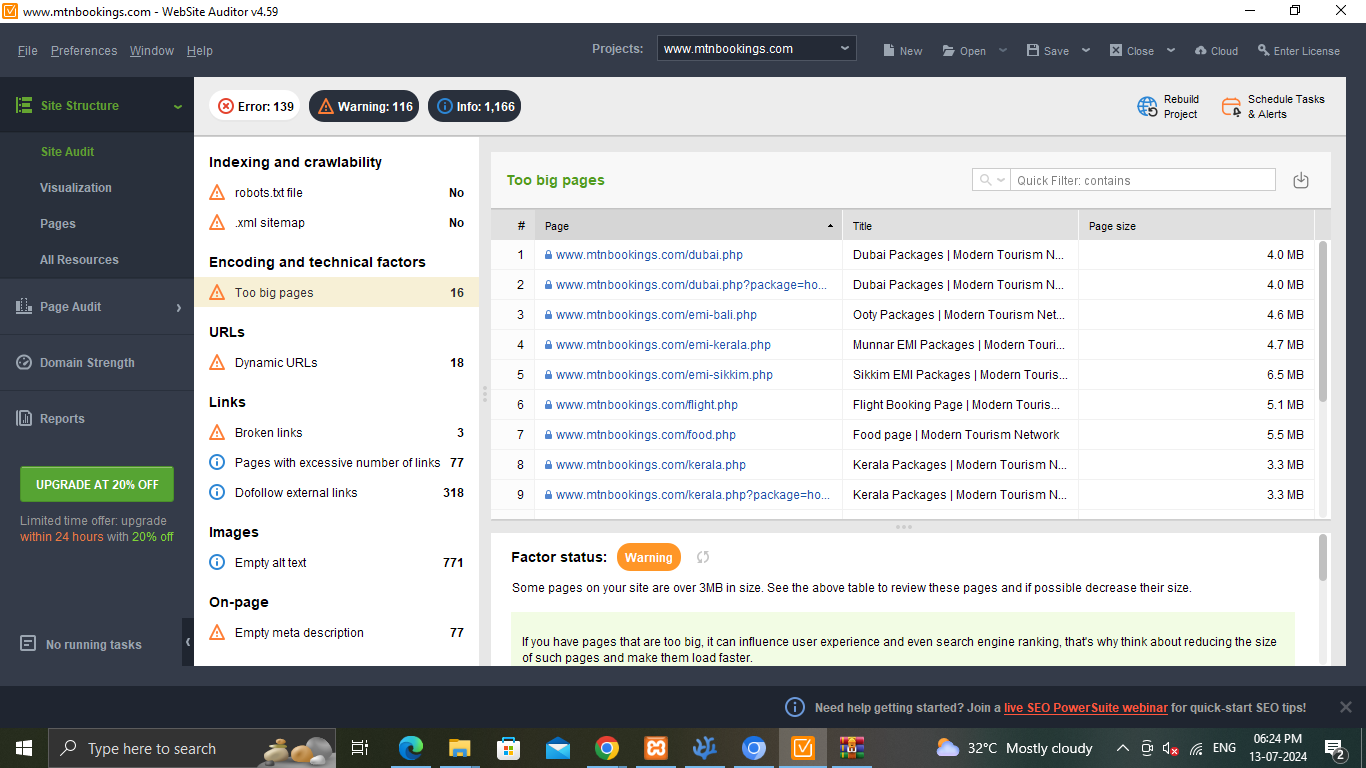 www.mtnbookings.com - WebSite Auditor v4.59
File Preferences Window Help
Projects: www.mtnbookings.com
New Open Save Close Cloud Enter License
Site Structure
Site Audit
Visualization
Pages
All Resources
Page Audit
Domain Strength
Reports
UPGRADE AT 20% OFF
Limited time offer: upgrade
within 24 hours with 20% off
No running tasks
Error: 139 Warning: 116 Info: 1,166
Rebuild
Project
Schedule Tasks
& Alerts
Indexing and crawlability
robots.txt file No
.xml sitemap No
Encoding and technical factors
Too big pages 16
URLs
Dynamic URLs 18
Links
Broken links 3
Pages with excessive number of links 77
Dofollow external links 318
Images
Empty alt text 771
On-page
Empty meta description 77
Too big pages
Quick Filter: contains
# Page Title Page size
1 www.mtnbookings.com/dubai.php Dubai Packages | Modern Tourism N... 4.0 MB
2 www.mtnbookings.com/dubai.php?package=ho... Dubai Packages | Modern Tourism N... 4.0 MB
3 www.mtnbookings.com/emi-bali.php Ooty Packages | Modern Tourism Net... 4.6 MB
4 www.mtnbookings.com/emi-kerala.php Munnar EMI Packages | Modern Touri... 4.7 MB
5 www.mtnbookings.com/emi-sikkim.php Sikkim EMI Packages | Modern Touris... 6.5 MB
6 www.mtnbookings.com/flight.php Flight Booking Page | Modern Touris... 5.1 MB
7 www.mtnbookings.com/food.php Food page | Modern Tourism Network 5.5 MB
8 www.mtnbookings.com/kerala.php Kerala Packages | Modern Tourism N... 3.3 MB
9 www.mtnbookings.com/kerala.php?package=ho... Kerala Packages | Modern Tourism N... 3.3 MB
Factor status: Warning
Some pages on your site are over 3MB in size. See the above table to review these pages and if possible decrease their size.
If you have pages that are too big, it can influence user experience and even search engine ranking, that's why think about reducing the size
of such pages and make them load faster.
Need help getting started? Join a live SEO PowerSuite webinar for quick-start SEO tips!
Type here to search
32°C Mostly cloudy
ENG
06:24 PM
13-07-2024
2